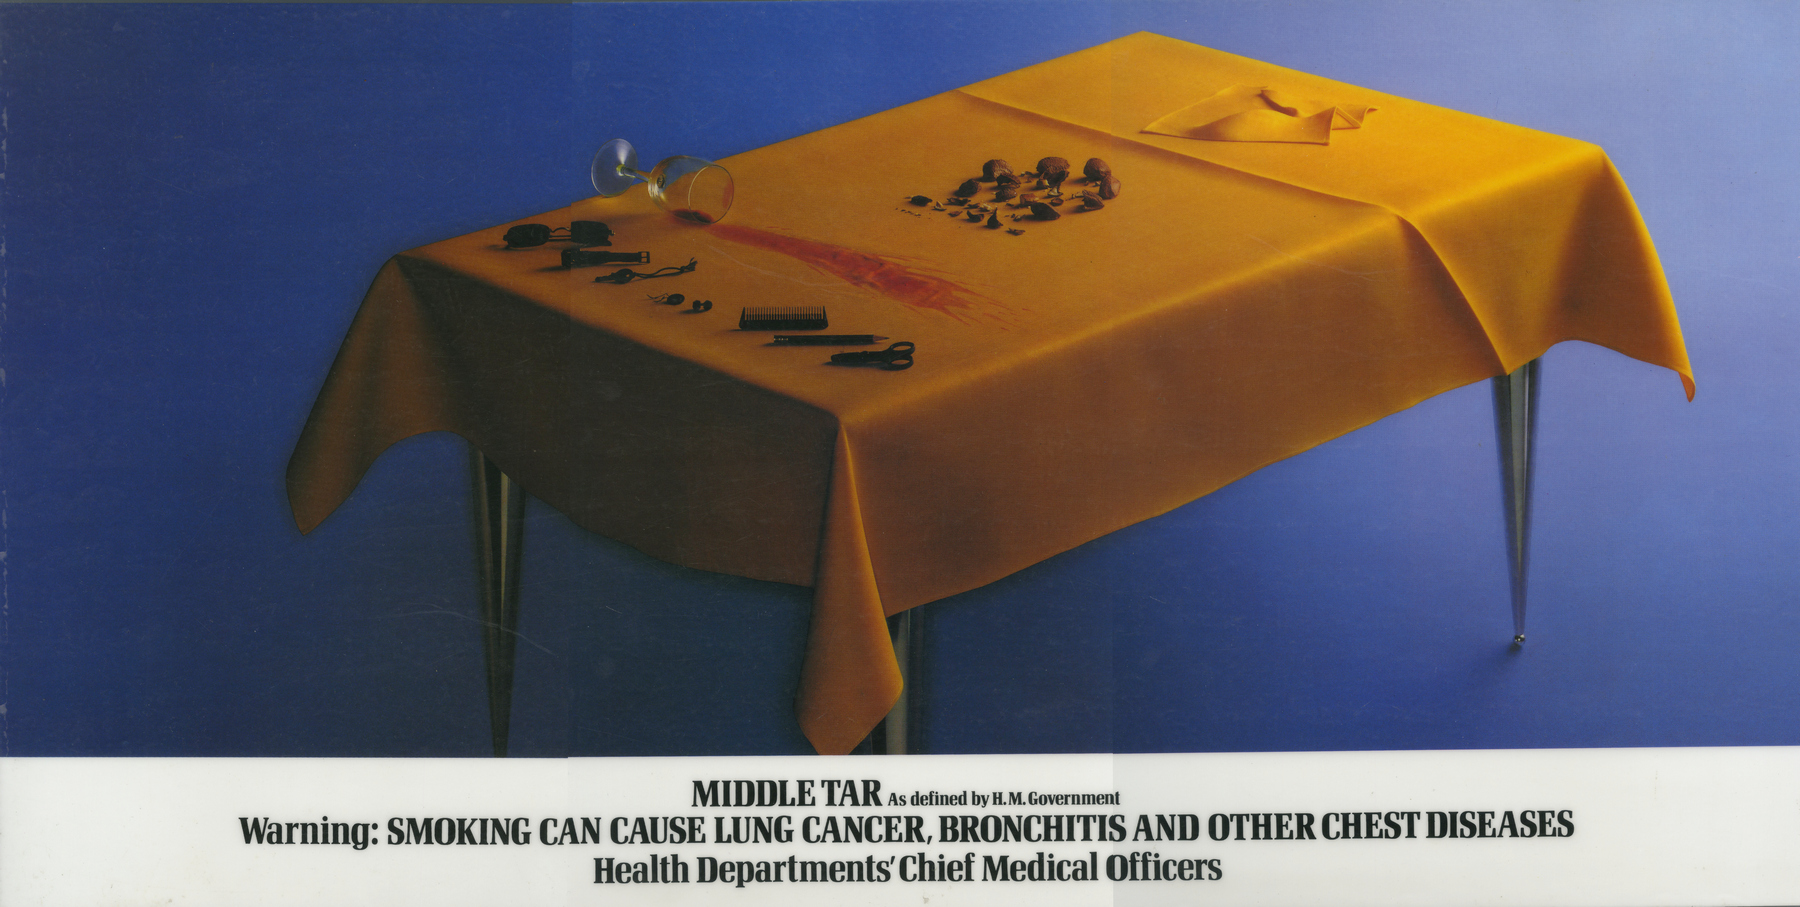 MIDDLE TAR As defined by H.M. Government
Warning: SMOKING CAN CAUSE LUNG CANCER, BRONCHITIS AND OTHER CHEST DISEASES
Health Departments' Chief Medical Officers